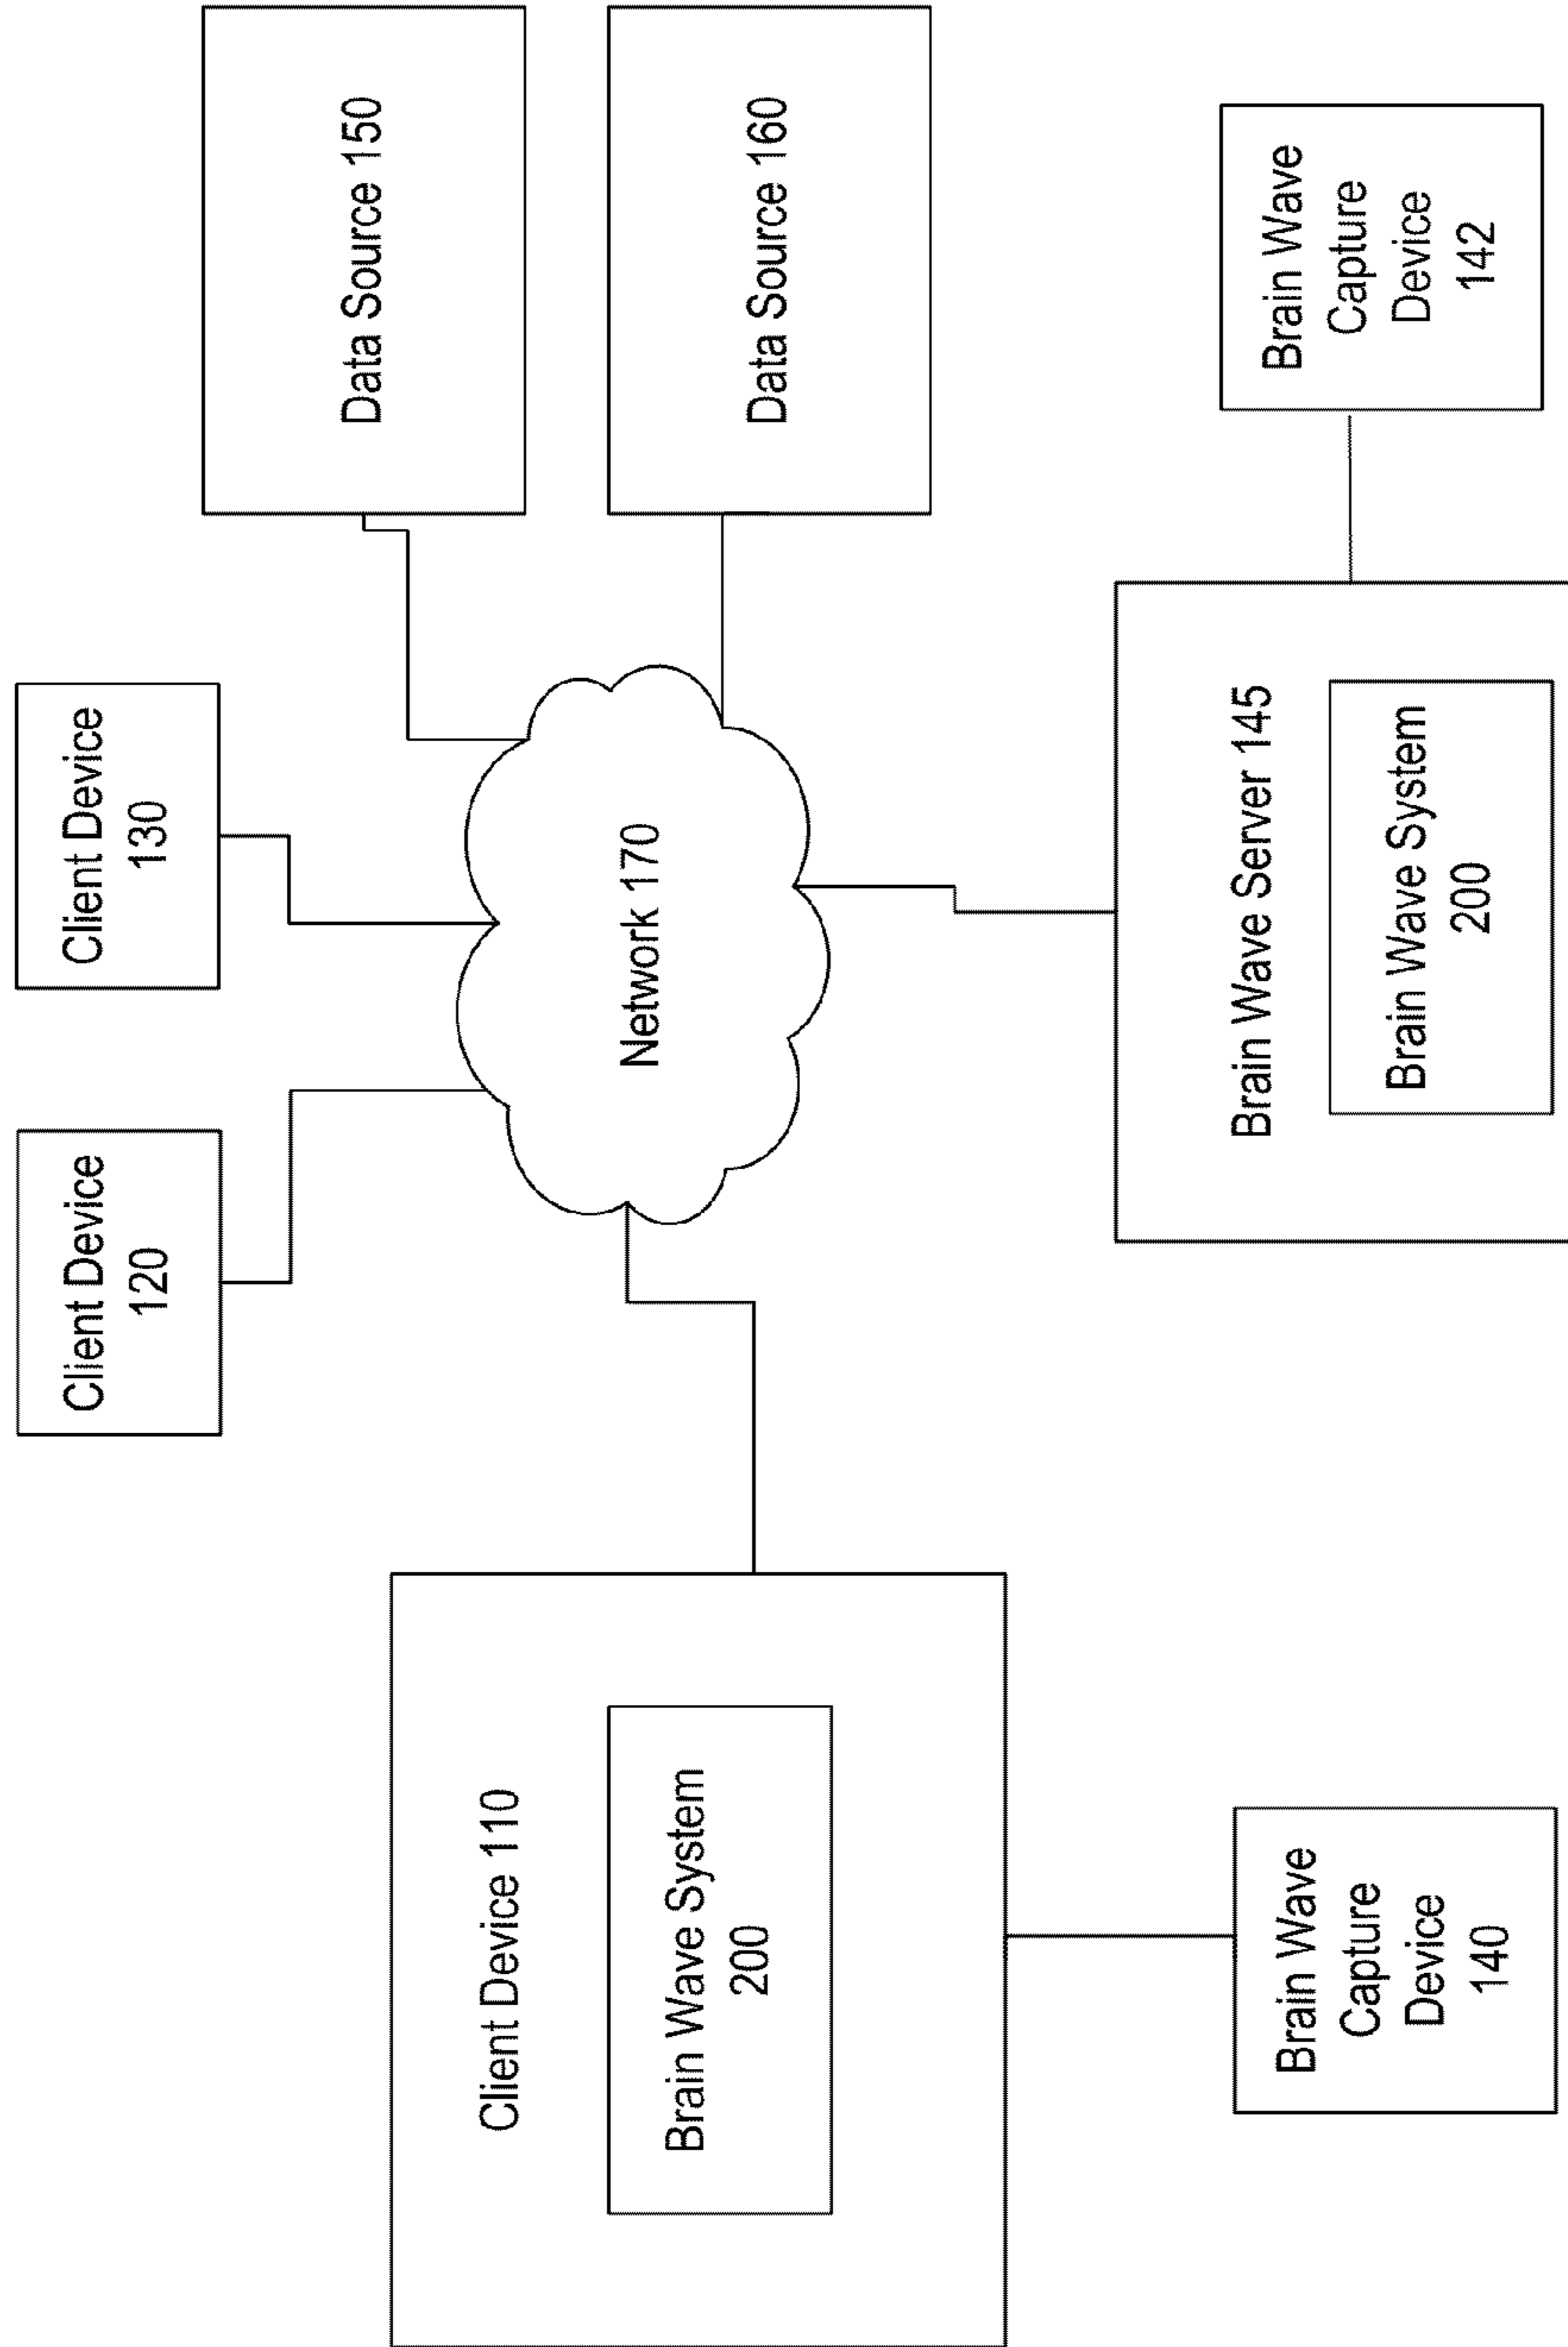 Client Device
120
Client Device
130
Data Source 150
Data Source 160
Network 170
Client Device 110
Brain Wave System
200
Brain Wave Server 145
Brain Wave System
200
Brain Wave
Capture
Device
140
Brain Wave
Capture
Device
142